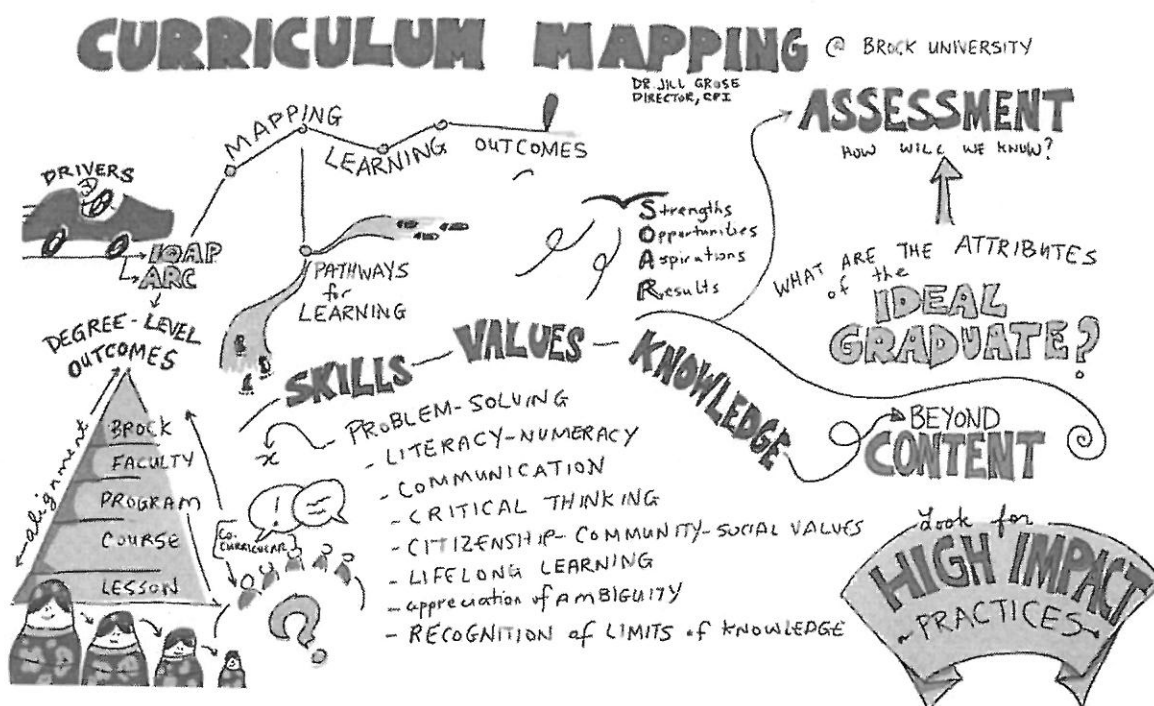 CURRICULUM MAPPING @ BROCK UNIVERSITY
DR. JILL GROSE
DIRECTOR, CPI
MAPPING
LEARNING
OUTCOMES
DRIVERS
IQAP
ARC
PATHWAYS
for
LEARNING
Strengths
Opportunities
Aspirations
Results
ASSESSMENT
HOW WILL WE KNOW?
WHAT ARE THE ATTRIBUTES
of the
IDEAL
GRADUATE?
DEGREE-LEVEL
OUTCOMES
alignment
BROCK
FACULTY
PROGRAM
COURSE
LESSON
CO-
CURRICULAR
SKILLS - VALUES - KNOWLEDGE
x
PROBLEM-SOLVING
- LITERACY-NUMERACY
- COMMUNICATION
- CRITICAL THINKING
- CITIZENSHIP- COMMUNITY-SOCIAL VALUES
- LIFELONG LEARNING
- appreciation of AMBIGUITY
- RECOGNITION of LIMITS of KNOWLEDGE
!
?
BEYOND
CONTENT
Look for
HIGH IMPACT
PRACTICES